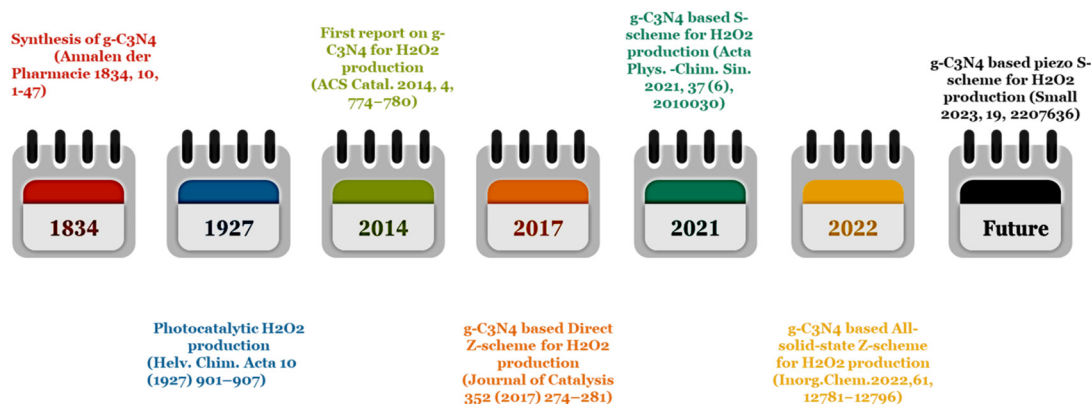 Synthesis of g-C3N4
(Annalen der
Pharmacie 1834, 10,
1-47)
First report on g-
C3N4 for H2O2
production
(ACS Catal. 2014, 4,
774–780)
g-C3N4 based S-
scheme for H2O2
production (Acta
Phys. -Chim. Sin.
2021, 37 (6),
2010030)
g-C3N4 based piezo S-
scheme for H2O2
production (Small
2023, 19, 2207636)
1834
1927
2014
2017
2021
2022
Future
Photocatalytic H2O2
production
(Helv. Chim. Acta 10
(1927) 901–907)
g-C3N4 based Direct
Z-scheme for H2O2
production
(Journal of Catalysis
352 (2017) 274–281)
g-C3N4 based All-
solid-state Z-scheme
for H2O2 production
(Inorg.Chem.2022,61,
12781–12796)